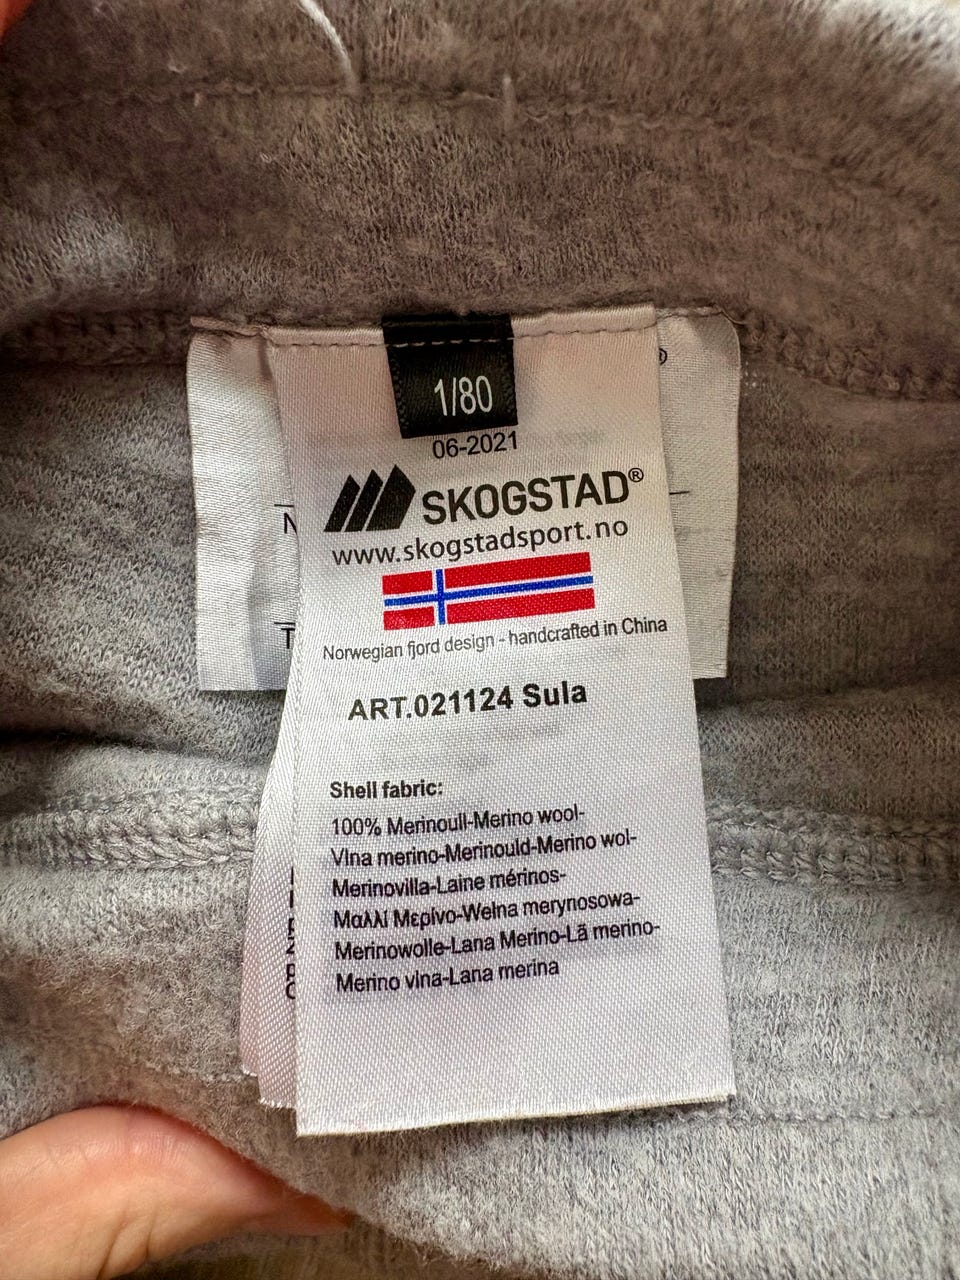 1/80
06-2021
SKOGSTAD®
www.skogstadsport.no
Norwegian fjord design - handcrafted in China
ART.021124 Sula
Shell fabric:
100% Merinoull-Merino wool-
Vlna merino-Merinould-Merino wol-
Merinovilla-Laine mérinos-
Μαλλί Μερίνο-Wełna merynosowa-
Merinowolle-Lana Merino-Lã merino-
Merino vlna-Lana merina